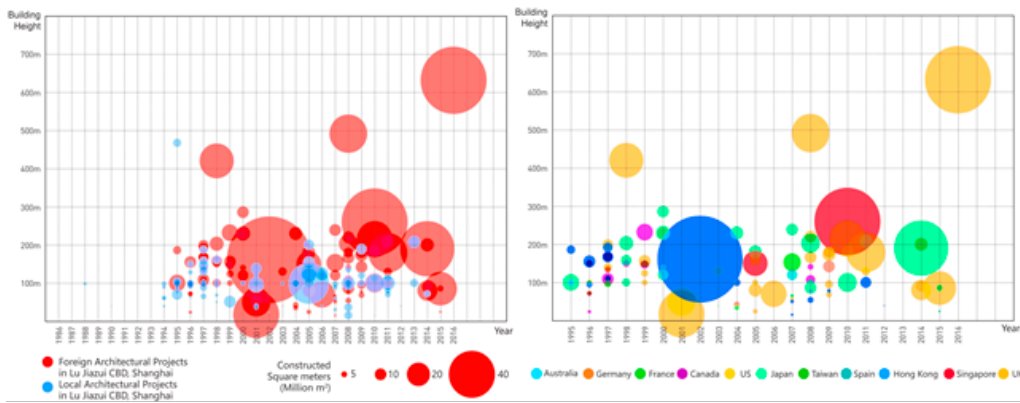 Building
Height
700m
600m
500m
400m
300m
200m
100m
1986 1987 1988 1989 1990 1991 1992 1993 1994 1995 1996 1997 1998 1999 2000 2001 2002 2003 2004 2005 2006 2007 2008 2009 2010 2011 2012 2013 2014 2015 2016
Year
Foreign Architectural Projects
in Lu Jiazui CBD, Shanghai
Local Architectural Projects
in Lu Jiazui CBD, Shanghai
Constructed
Square meters
(Million m²)
5 10 20 40
Building
Height
700m
600m
500m
400m
300m
200m
100m
1995 1996 1997 1998 1999 2000 2001 2002 2003 2004 2005 2006 2007 2008 2009 2010 2011 2012 2013 2014 2015 2016
Year
Australia Germany France Canada US Japan Taiwan Spain Hong Kong Singapore